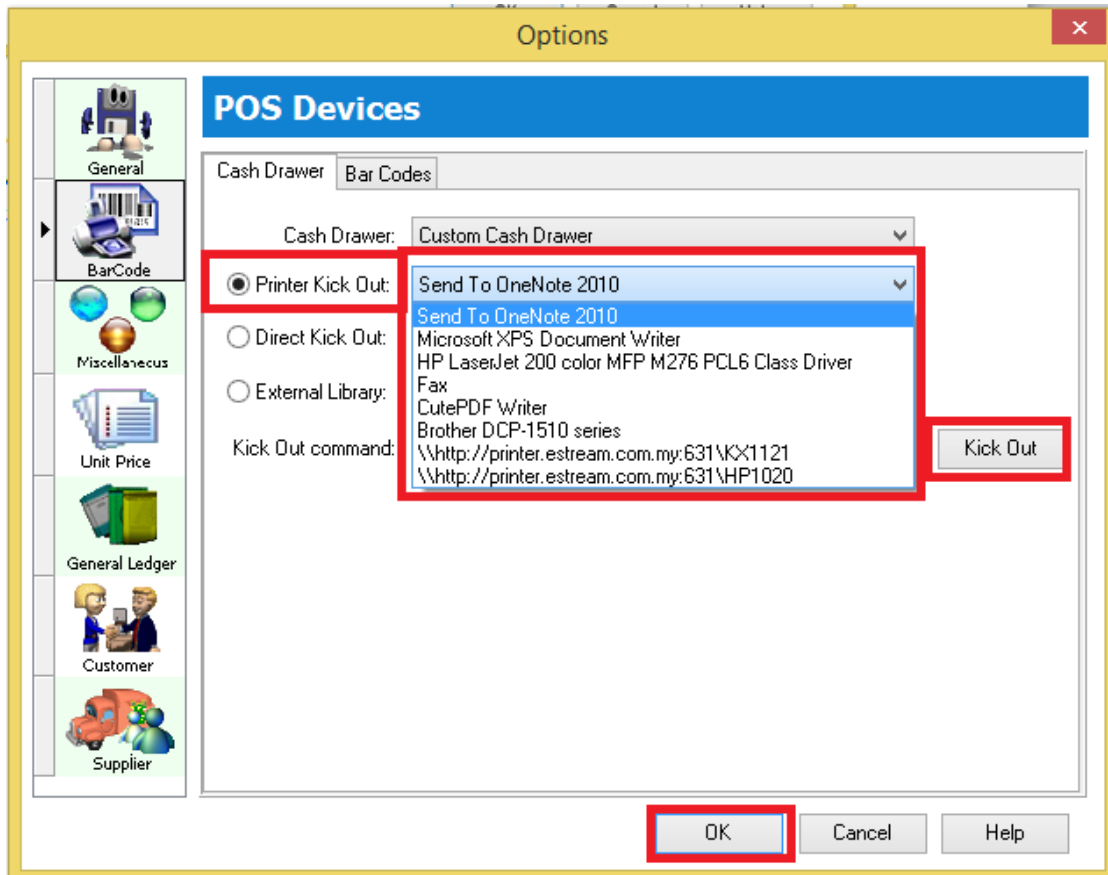 Options
POS Devices
General
BarCode
Miscellanecus
Unit Price
General Ledger
Customer
Supplier
Cash Drawer
Bar Codes
Cash Drawer: Custom Cash Drawer
Printer Kick Out: Send To OneNote 2010
Send To OneNote 2010
Direct Kick Out: Microsoft XPS Document Writer
HP LaserJet 200 color MFP M276 PCL6 Class Driver
External Library: Fax
CutePDF Writer
Brother DCP-1510 series
Kick Out command: \\http://printer.estream.com.my:631\KX1121
\\http://printer.estream.com.my:631\HP1020
Kick Out
OK Cancel Help